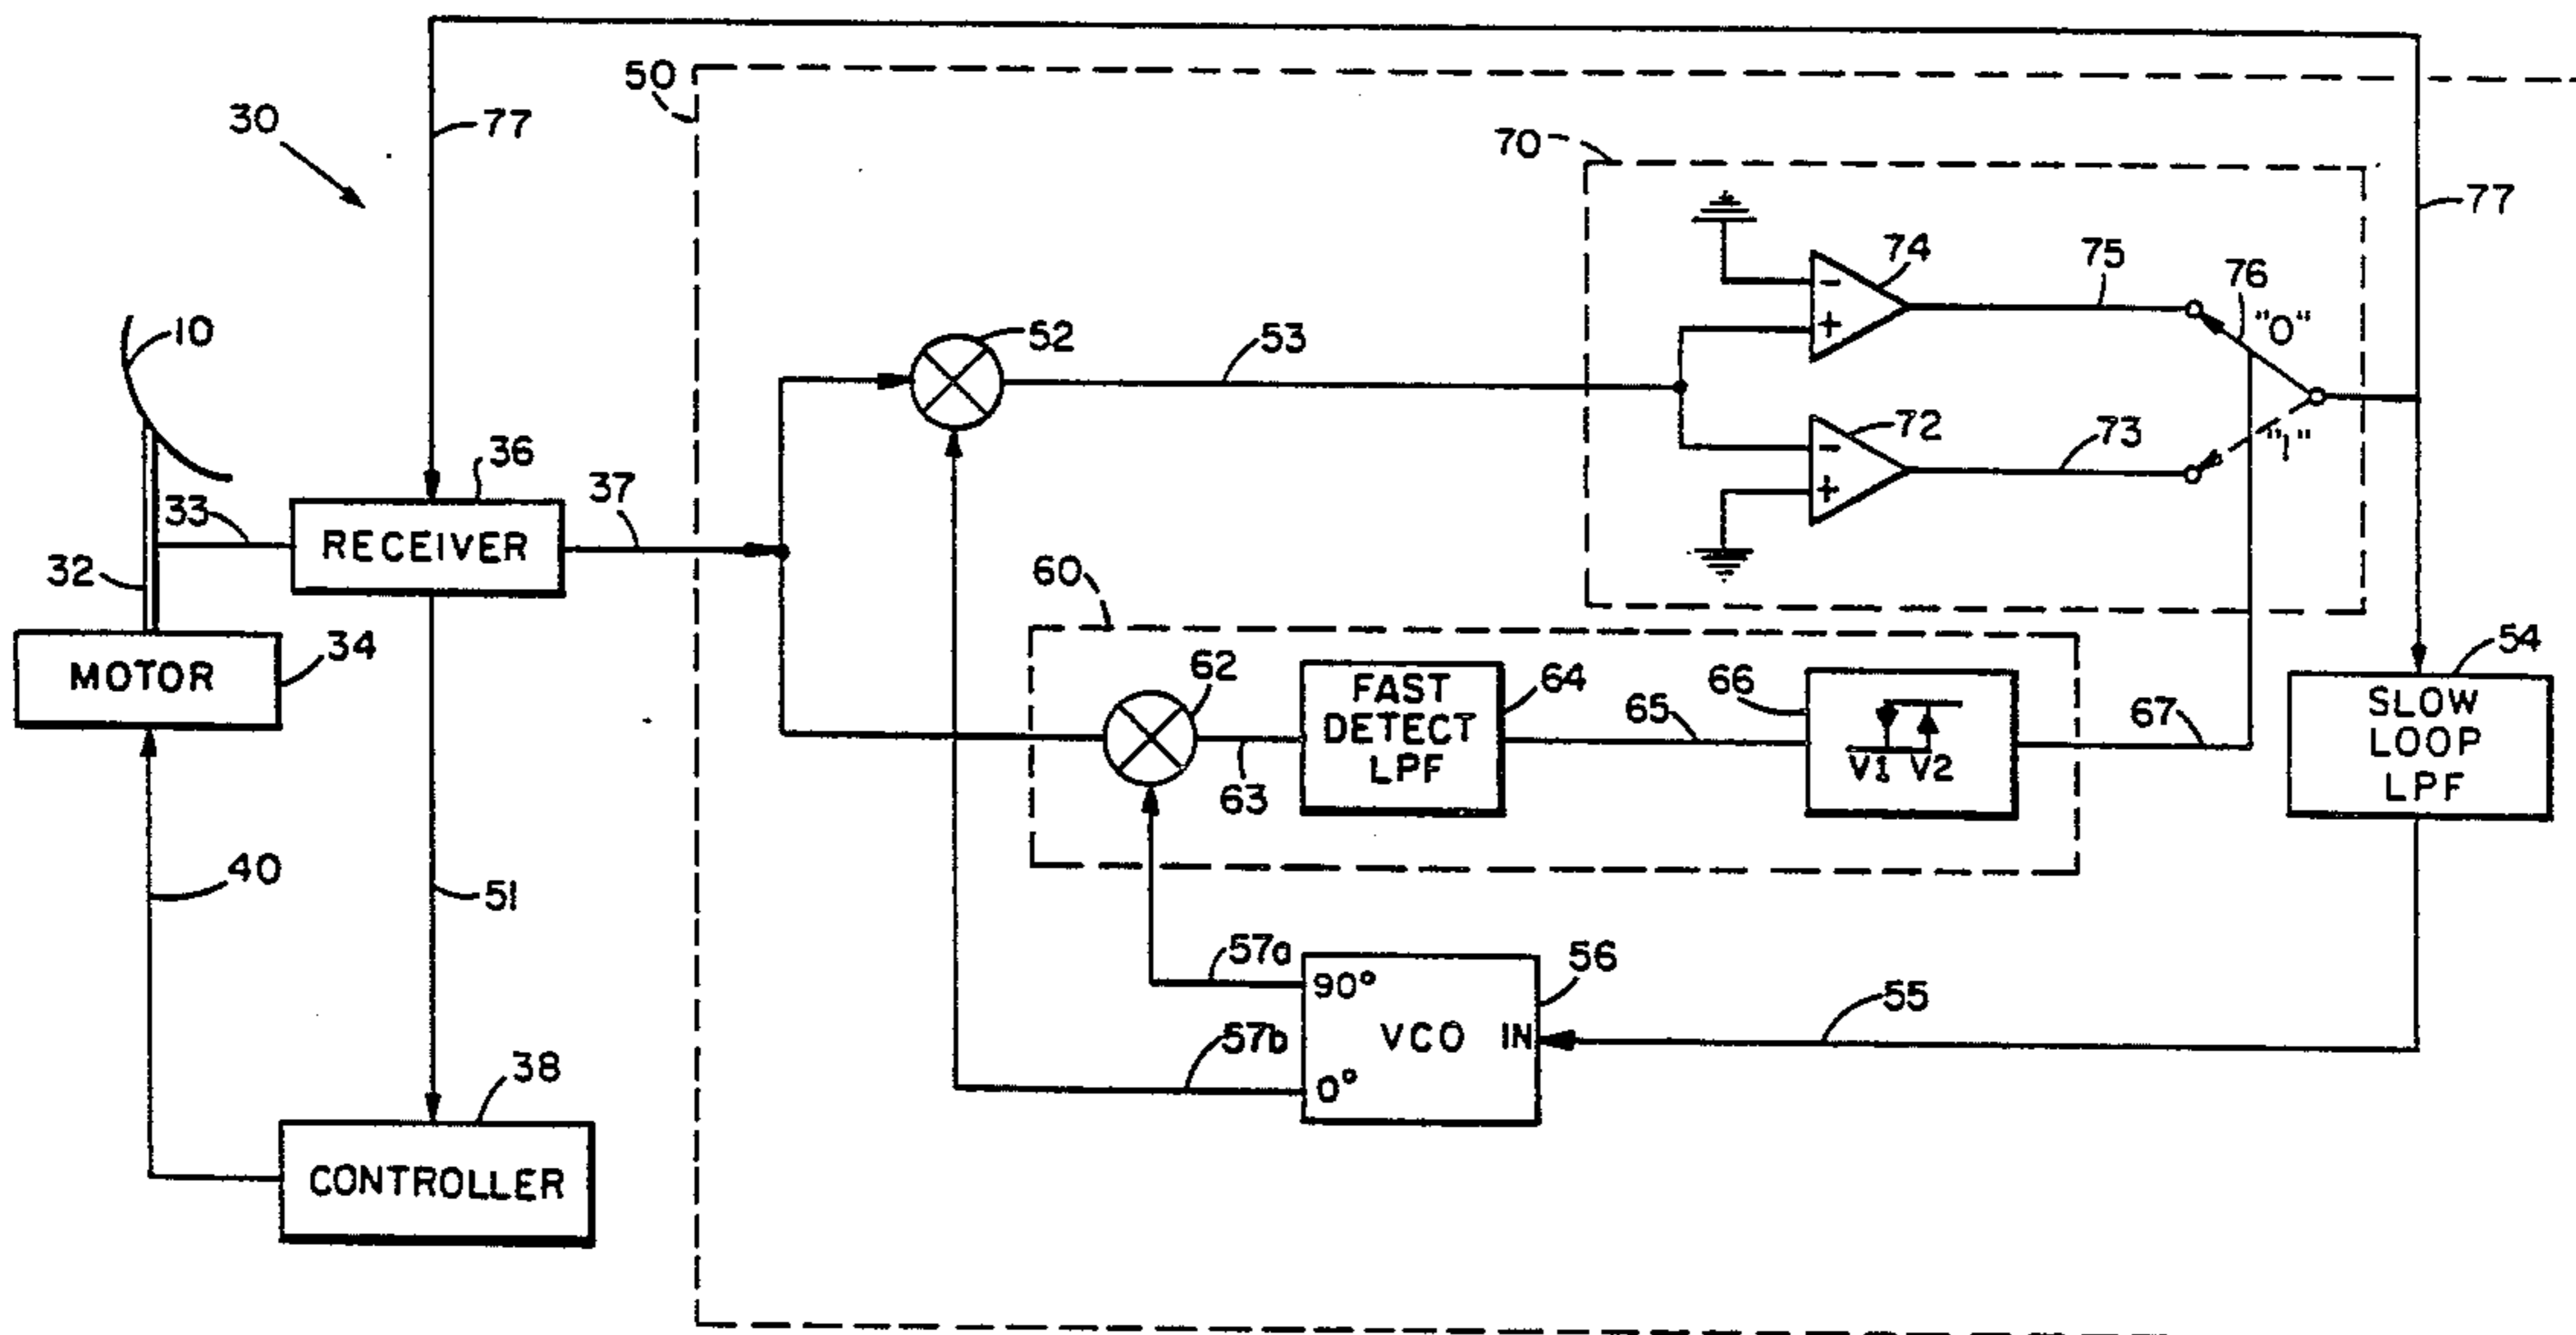 50
30
77
70
77
74
75
76
"0"
10
52
53
72
73
"1"
36
37
33
RECEIVER
32
60
54
MOTOR
34
62
FAST
DETECT
LPF
64
65
66
V1 V2
67
SLOW
LOOP
LPF
63
40
51
57a
90°
56
55
VCO
IN
57b
0°
38
CONTROLLER
-
+
-
+